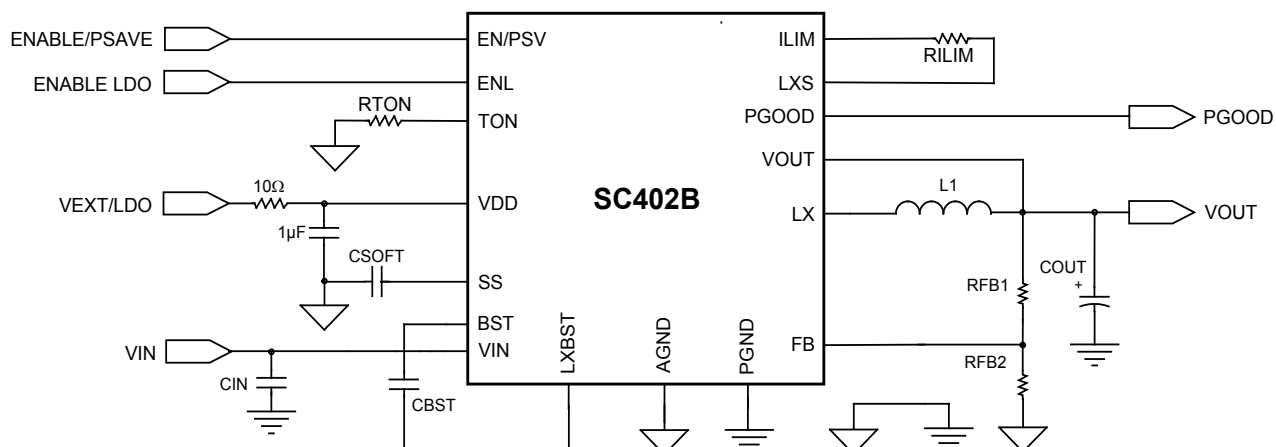 ENABLE/PSAVE
EN/PSV
ILIM
RILIM
ENABLE LDO
ENL
LXS
RTON
TON
PGOOD
PGOOD
VOUT
10Ω
L1
VEXT/LDO
VDD
SC402B
LX
VOUT
1µF
CSOFT
SS
COUT
+
RFB1
BST
VIN
VIN
LXBST
AGND
PGND
FB
RFB2
CIN
CBST